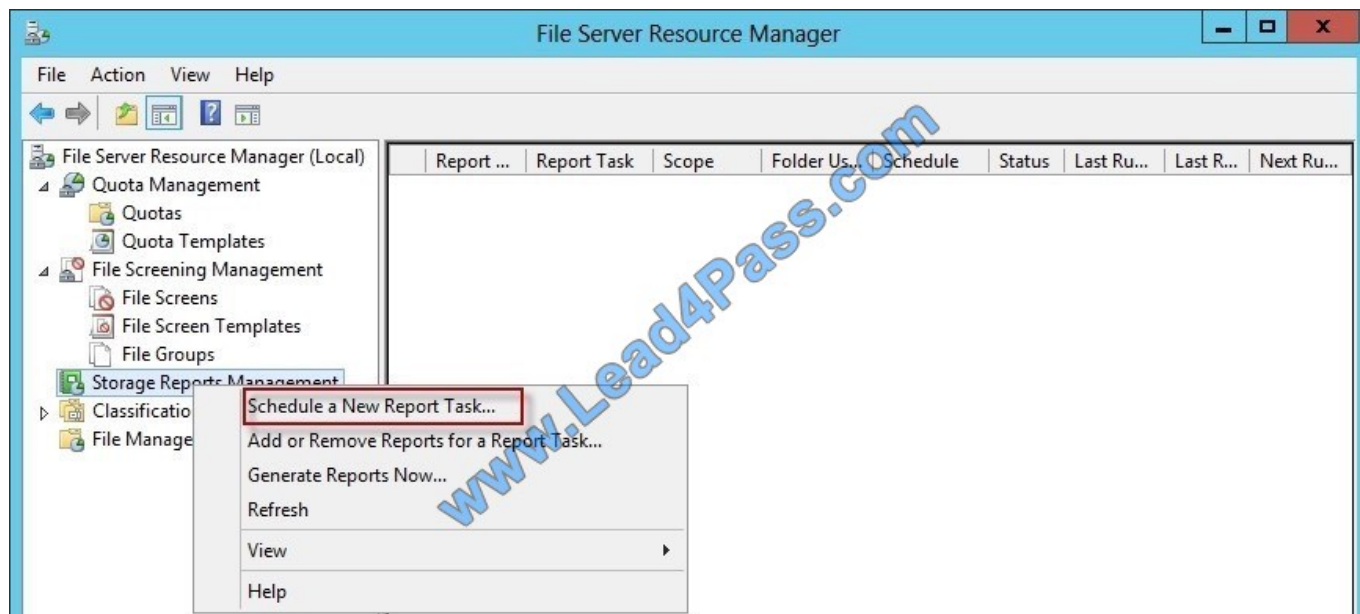 File Server Resource Manager
File Action View Help
File Server Resource Manager (Local)
Quota Management
Quotas
Quota Templates
File Screening Management
File Screens
File Screen Templates
File Groups
Storage Reports Management
Classificatio
File Manage
Report ... Report Task Scope Folder Us... Schedule Status Last Ru... Last R... Next Ru...
Schedule a New Report Task...
Add or Remove Reports for a Report Task...
Generate Reports Now...
Refresh
View
Help
www.Lead4Pass.com